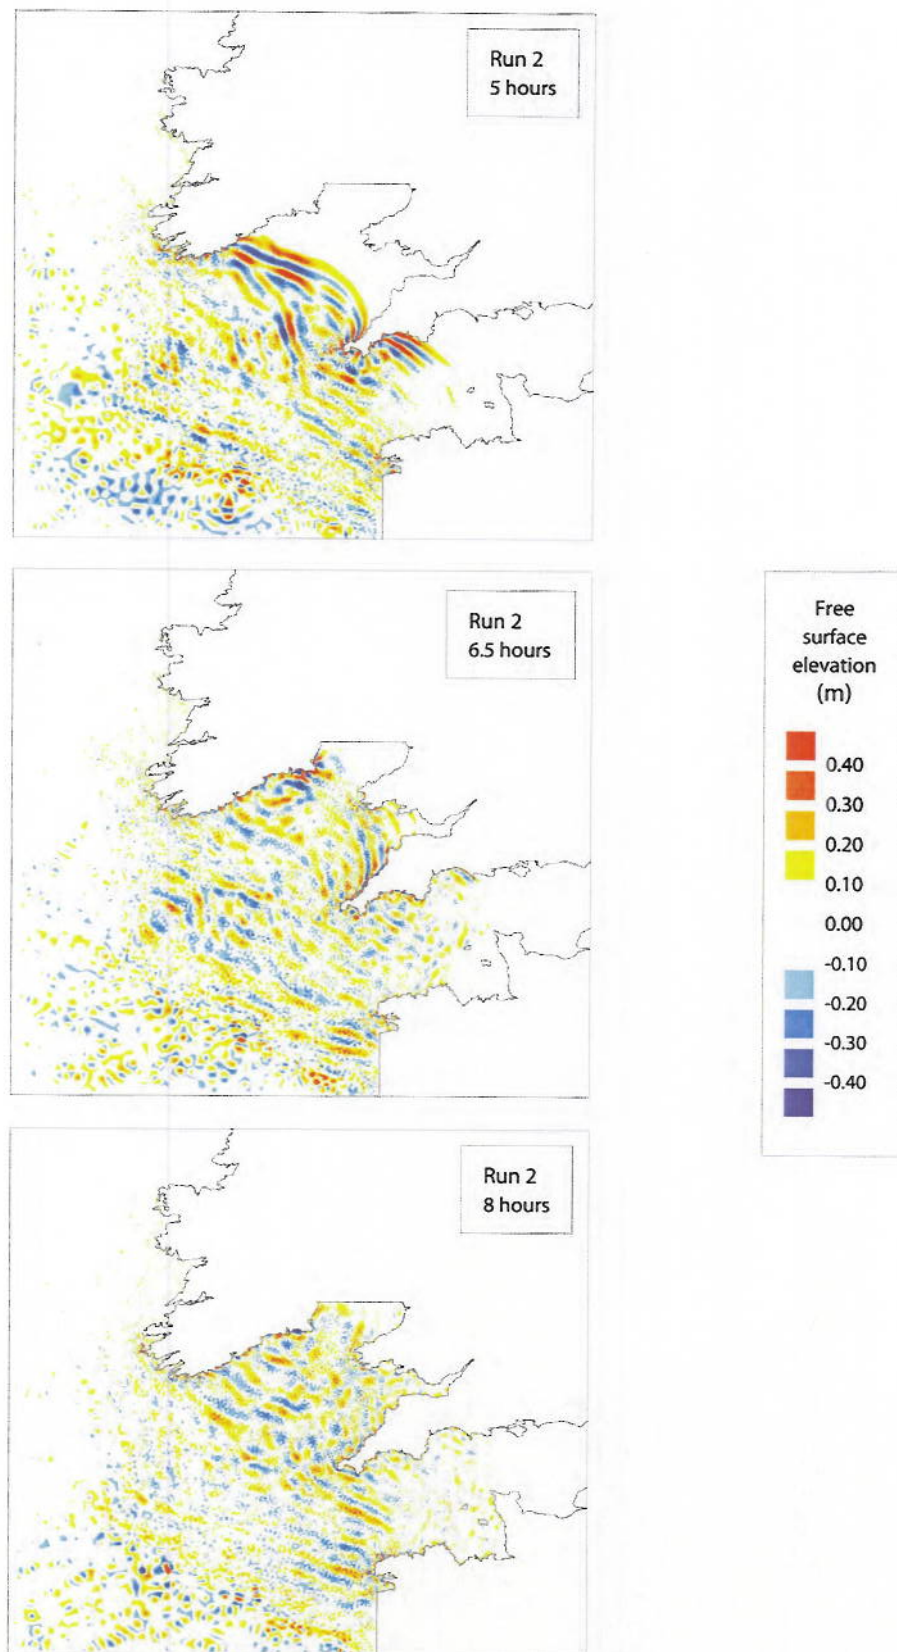 Run 2
5 hours
Run 2
6.5 hours
Free
surface
elevation
(m)
0.40
0.30
0.20
0.10
0.00
-0.10
-0.20
-0.30
-0.40
Run 2
8 hours